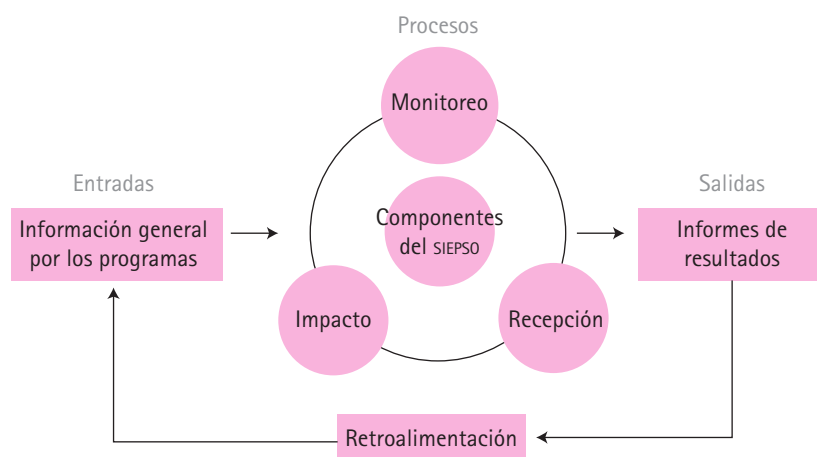 Procesos
Monitoreo
Entradas
Información general
por los programas
Componentes
del SIEPSO
Salidas
Informes de
resultados
Impacto
Recepción
Retroalimentación